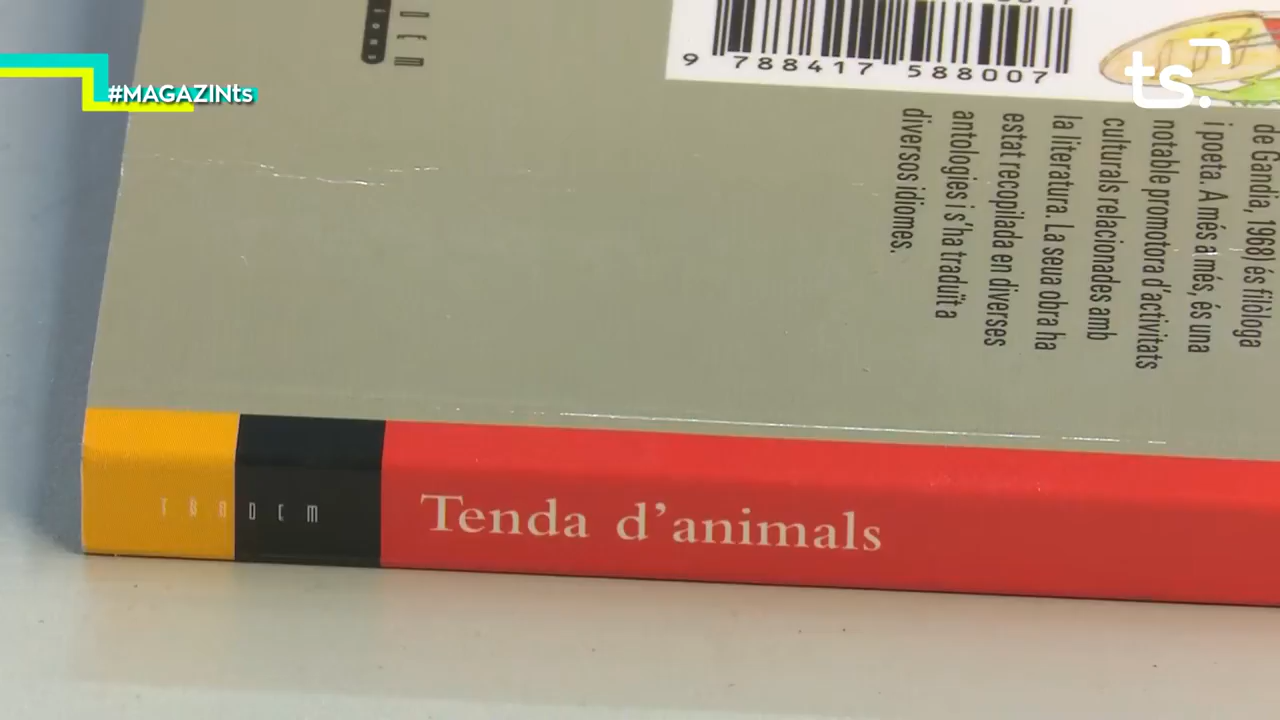 #MAGAZINts
ts.
9 788417 588007
de Gandia, 1968) és filòloga
i poeta. A més a més, és una
notable promotora d'activitats
culturals relacionades amb
la literatura. La seua obra ha
estat recopilada en diverses
antologies i s'ha traduït a
diversos idiomes.
TÀNDEM
Tenda d'animals